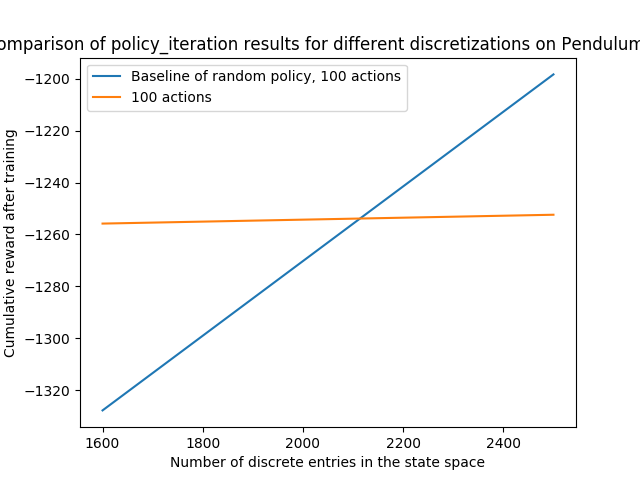 omparison of policy_iteration results for different discretizations on Pendulum
Baseline of random policy, 100 actions
100 actions
Cumulative reward after training
−1200
−1220
−1240
−1260
−1280
−1300
−1320
1600 1800 2000 2200 2400
Number of discrete entries in the state space